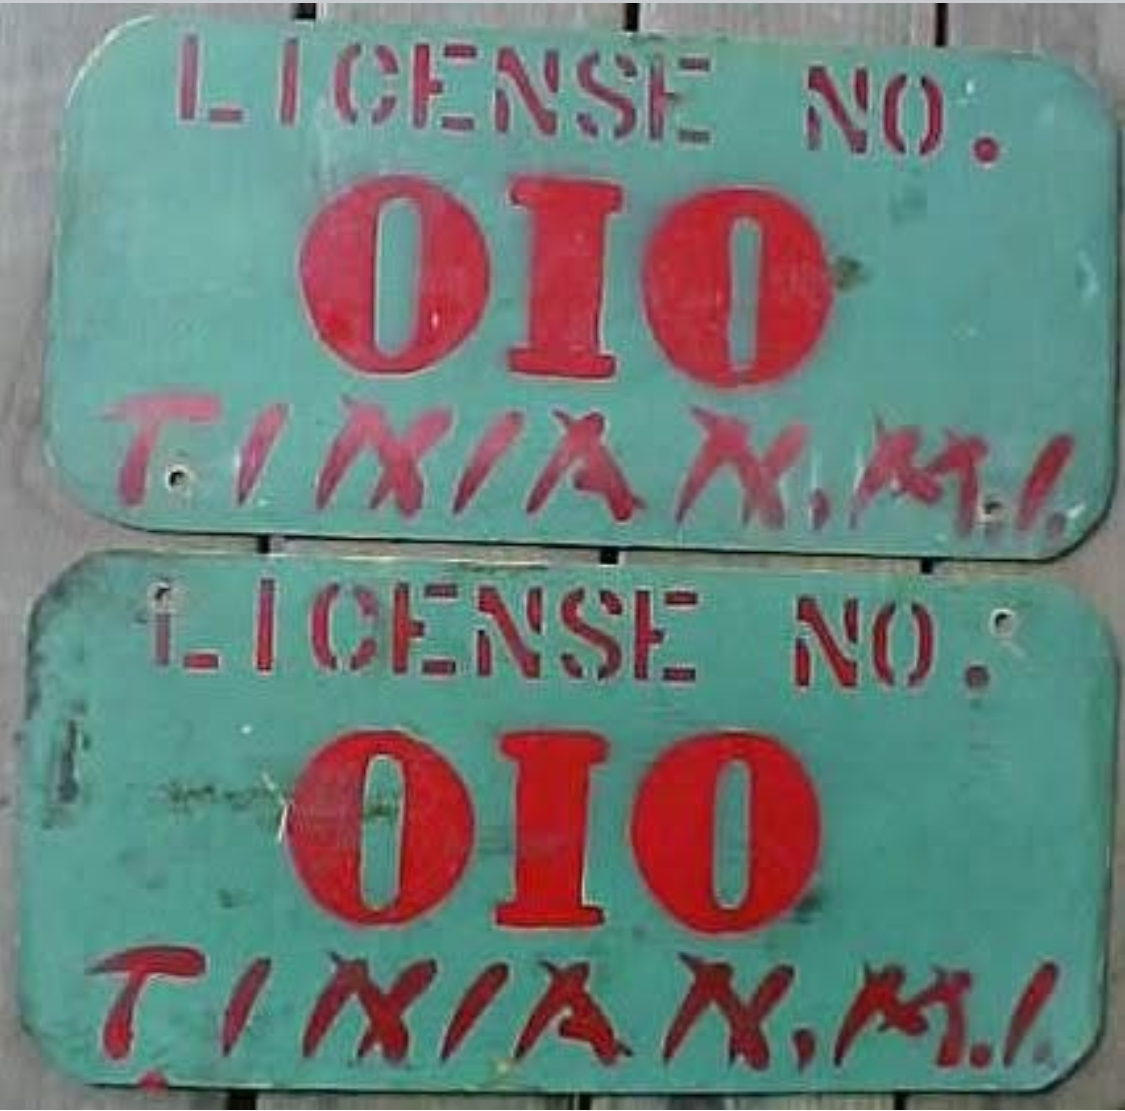 LICENSE NO.
010
TINIAN, M.I.
LICENSE NO.
010
TINIAN, M.I.